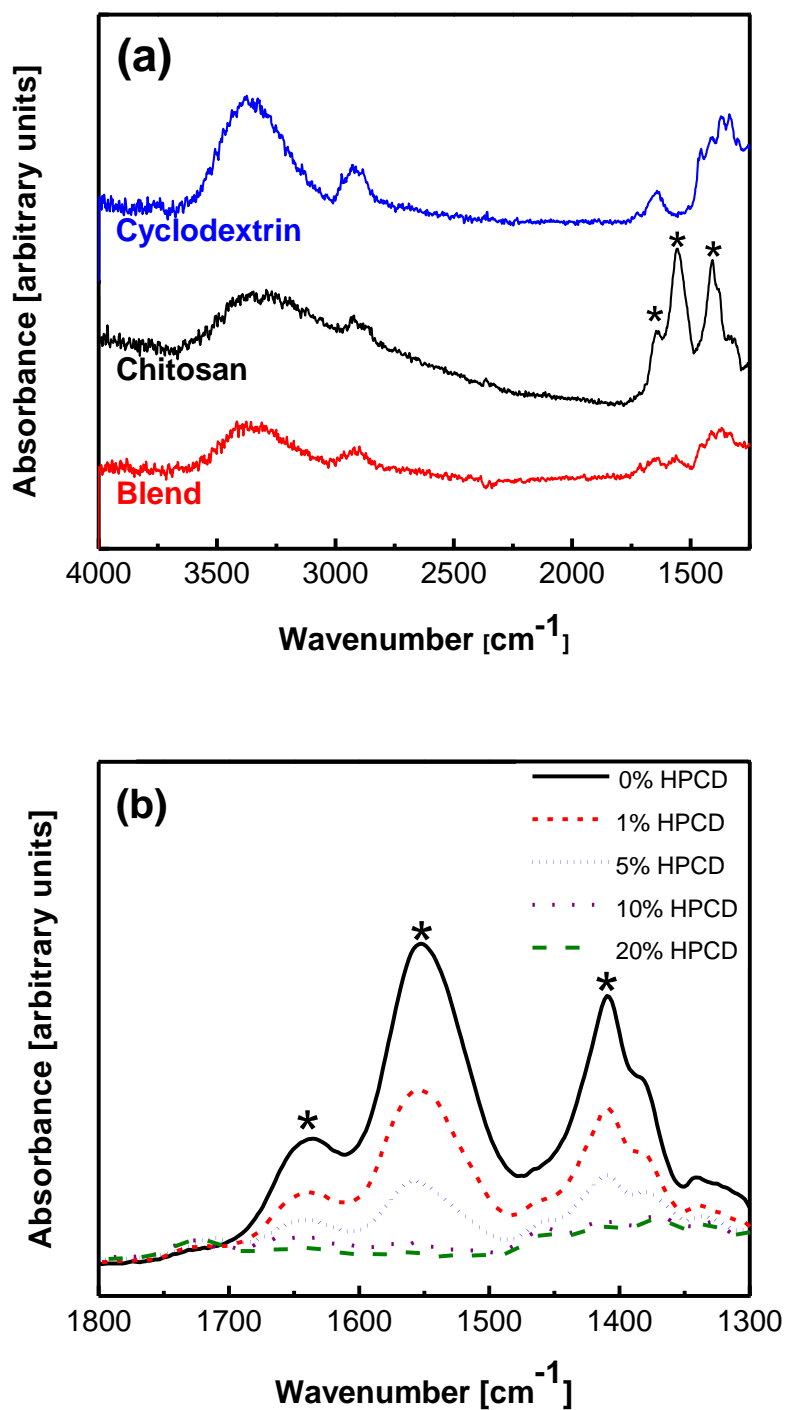 (a)
Absorbance [arbitrary units]
Cyclodextrin
*
*
*
Chitosan
Blend
4000 3500 3000 2500 2000 1500
Wavenumber [cm-1]
(b)
Absorbance [arbitrary units]
0% HPCD
1% HPCD
5% HPCD
10% HPCD
20% HPCD
*
*
*
1800 1700 1600 1500 1400 1300
Wavenumber [cm-1]